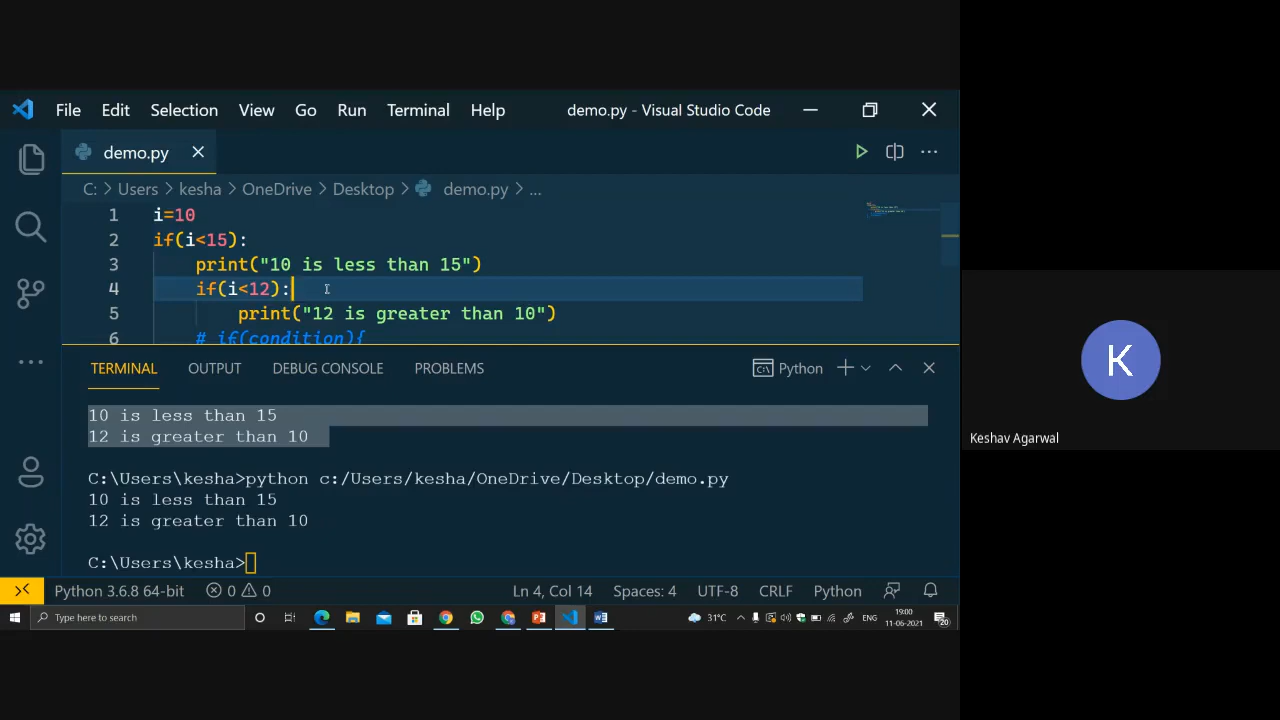 File Edit Selection View Go Run Terminal Help demo.py - Visual Studio Code
demo.py
C: > Users > kesha > OneDrive > Desktop > demo.py > ...
1 i=10
2 if(i<15):
3 print("10 is less than 15")
4 if(i<12):
5 print("12 is greater than 10")
6 # if(condition){
TERMINAL OUTPUT DEBUG CONSOLE PROBLEMS Python
10 is less than 15
12 is greater than 10
C:\Users\kesha>python c:/Users/kesha/OneDrive/Desktop/demo.py
10 is less than 15
12 is greater than 10
C:\Users\kesha>
Python 3.6.8 64-bit 0 0 Ln 4, Col 14 Spaces: 4 UTF-8 CRLF Python
Type here to search 31°C ENG 19:00
11-06-2021 20
K
Keshav Agarwal